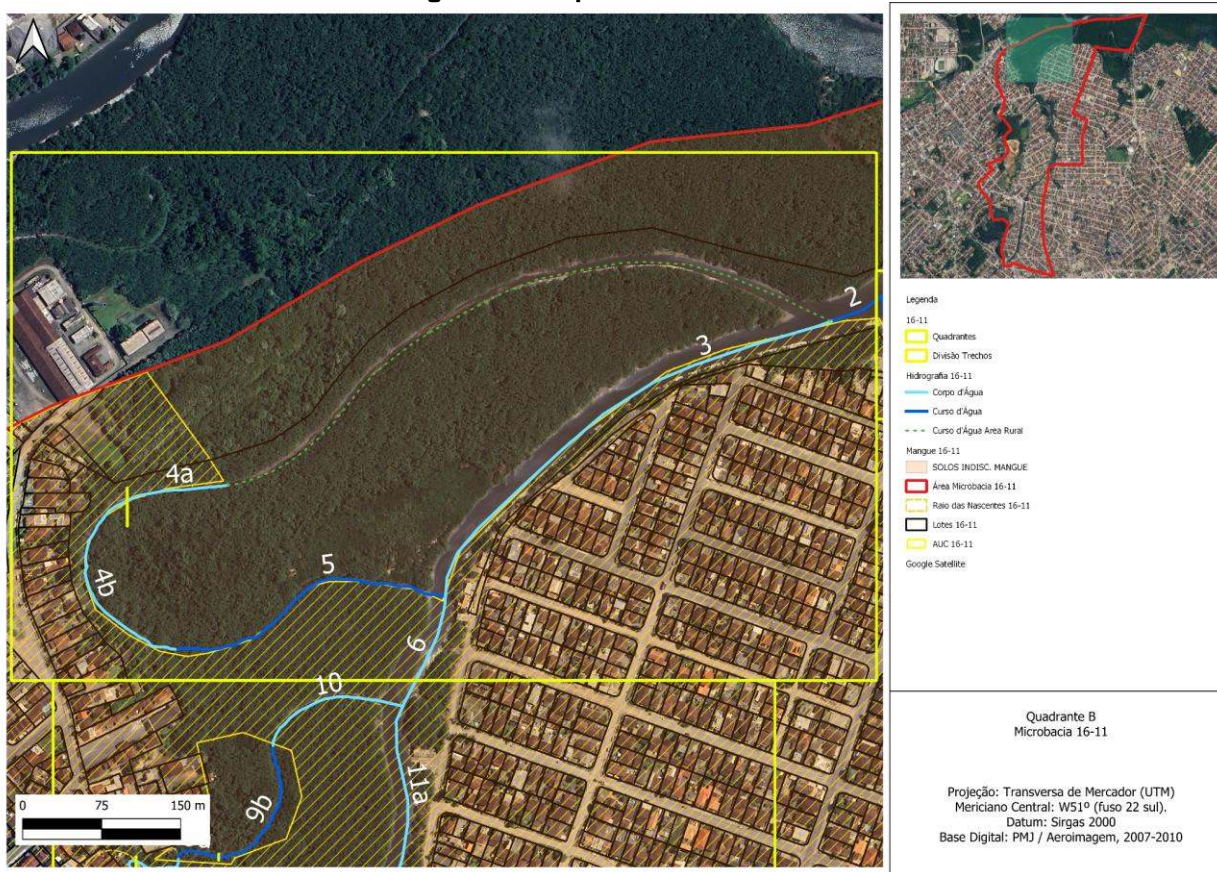 2
3
4a
4b
5
6
10
9b
11a
0 75 150 m
Legenda
16-11
Quadrantes
Divisão Trechos
Hidrografia 16-11
Corpo d'Água
Curso d'Água
Curso d'Água Area Rural
Mangue 16-11
SOLOS INDISC. MANGUE
Área Microbacia 16-11
Raio das Nascentes 16-11
Lotes 16-11
AUC 16-11
Google Satellite
Quadrante B
Microbacia 16-11
Projeção: Transversa de Mercador (UTM)
Mericiano Central: W51º (fuso 22 sul).
Datum: Sirgas 2000
Base Digital: PMJ / Aeroimagem, 2007-2010